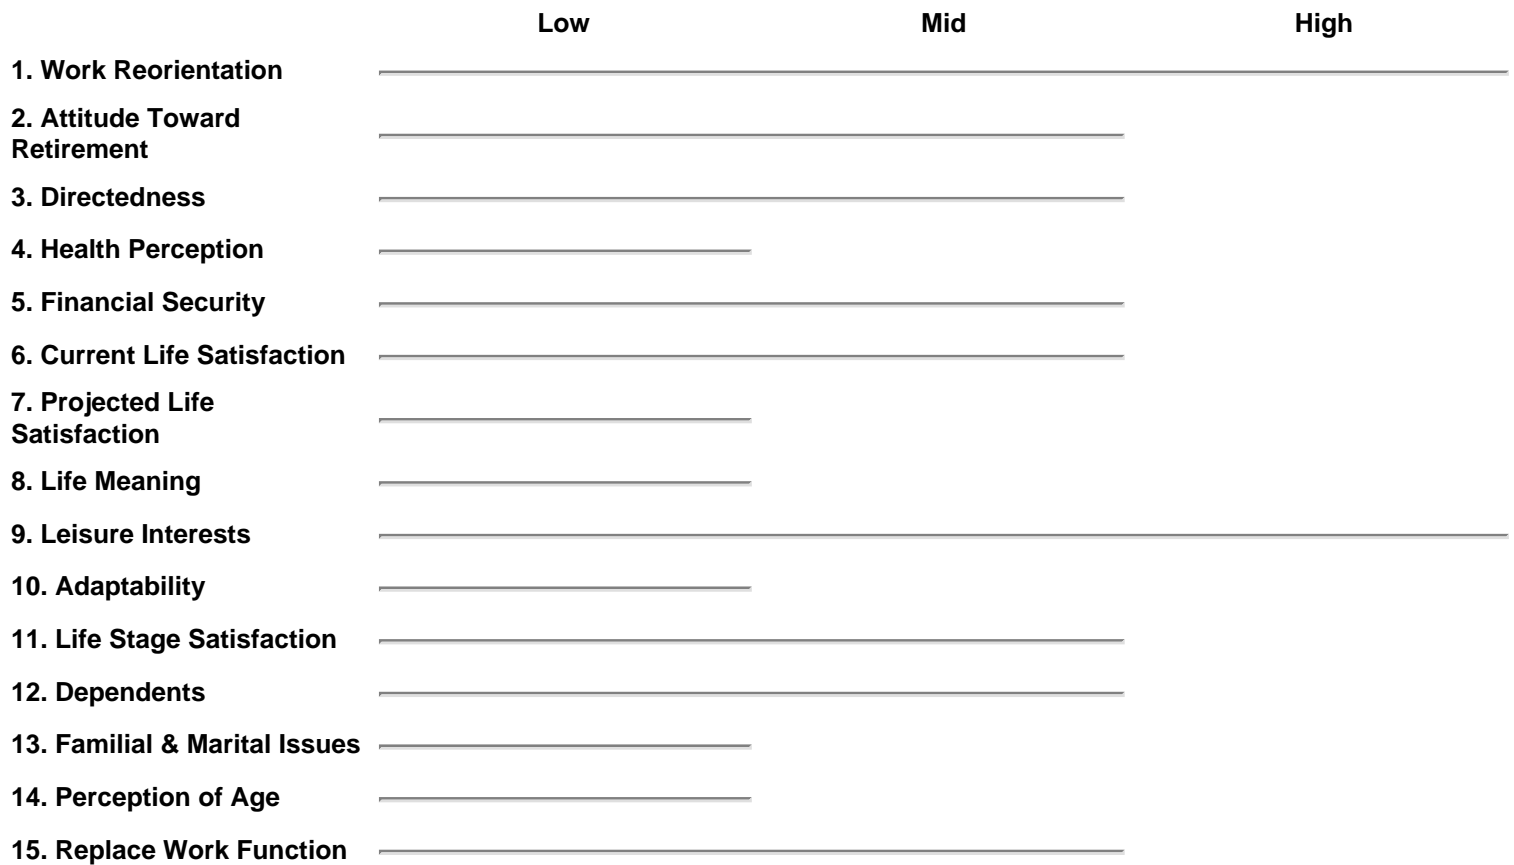 Low Mid High
1. Work Reorientation
2. Attitude Toward
Retirement
3. Directedness
4. Health Perception
5. Financial Security
6. Current Life Satisfaction
7. Projected Life
Satisfaction
8. Life Meaning
9. Leisure Interests
10. Adaptability
11. Life Stage Satisfaction
12. Dependents
13. Familial & Marital Issues
14. Perception of Age
15. Replace Work Function